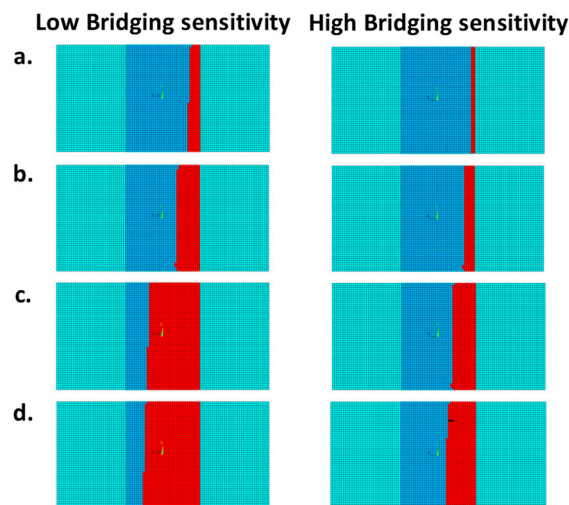 Low Bridging sensitivity High Bridging sensitivity
a.
b.
c.
d.